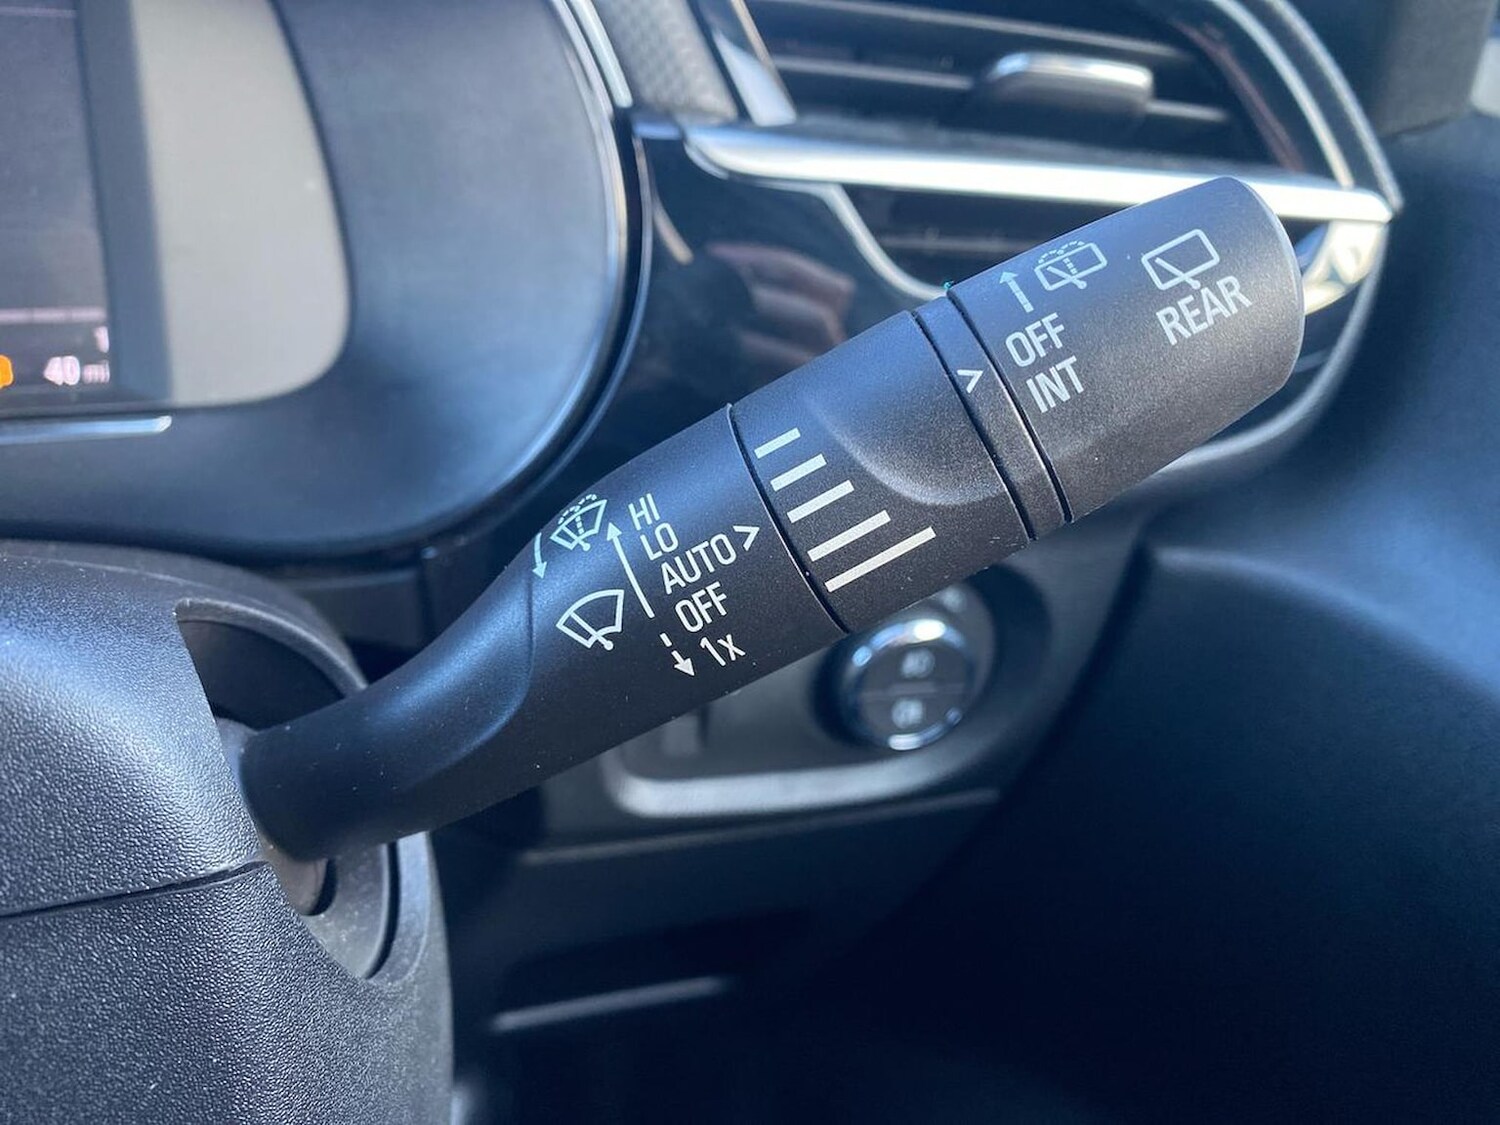 HI
LO
AUTO >
OFF
1x
>
OFF
INT
REAR
40 mi